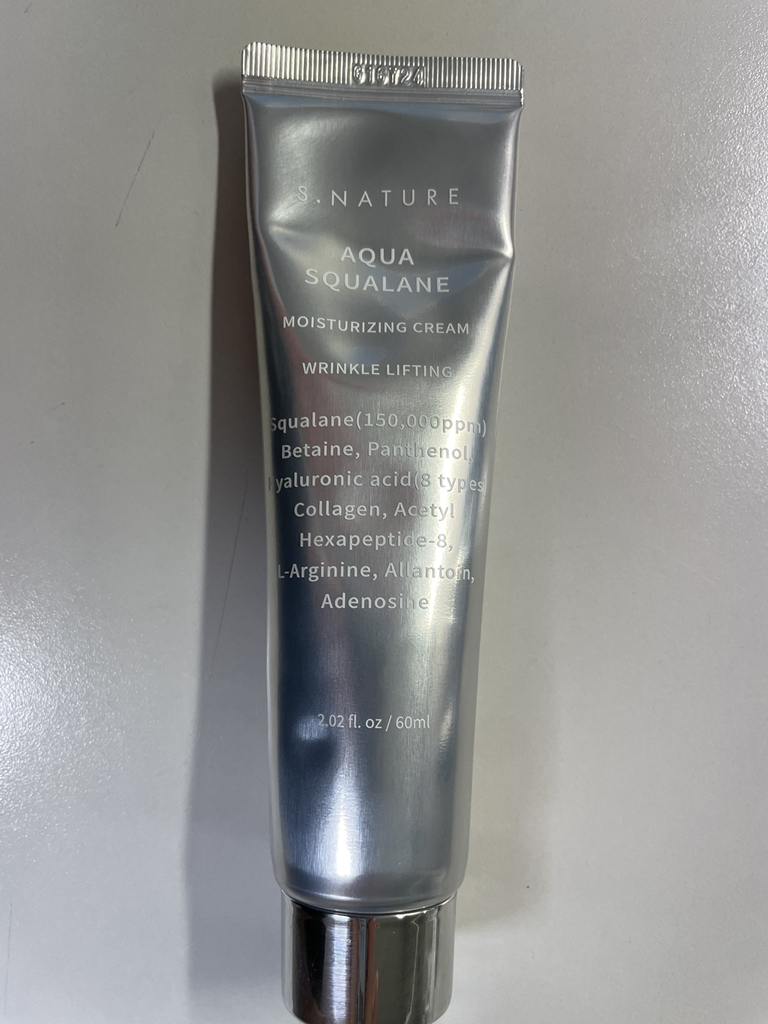 S.NATURE
AQUA
SQUALANE
MOISTURIZING CREAM
WRINKLE LIFTING
Squalane(150,000ppm)
Betaine, Panthenol,
Hyaluronic acid(8 types)
Collagen, Acetyl
Hexapeptide-8,
L-Arginine, Allantoin,
Adenosine
2.02 fl. oz / 60ml